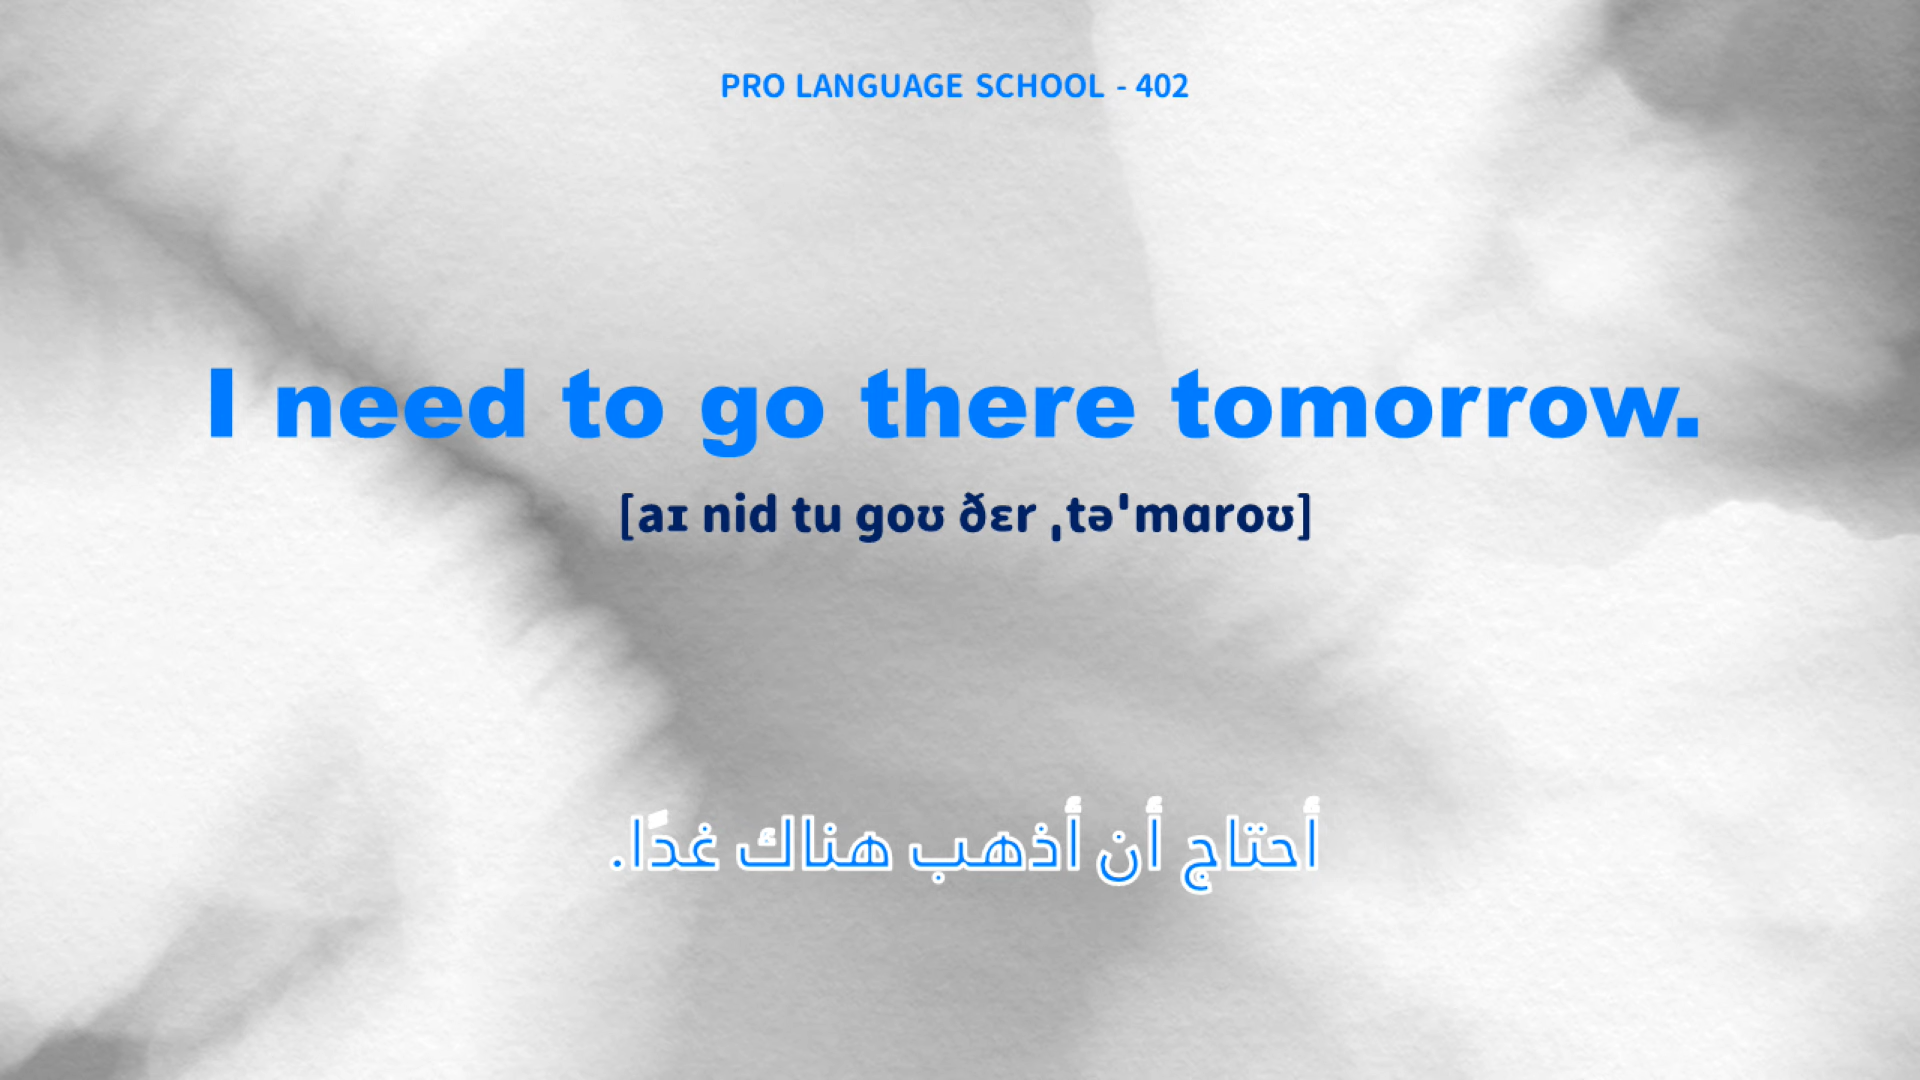 PRO LANGUAGE SCHOOL - 402
I need to go there tomorrow.
[aɪ nid tu goʊ ðɛr ˌtəˈmɑroʊ]
أحتاج أن أذهب هناك غدًا.